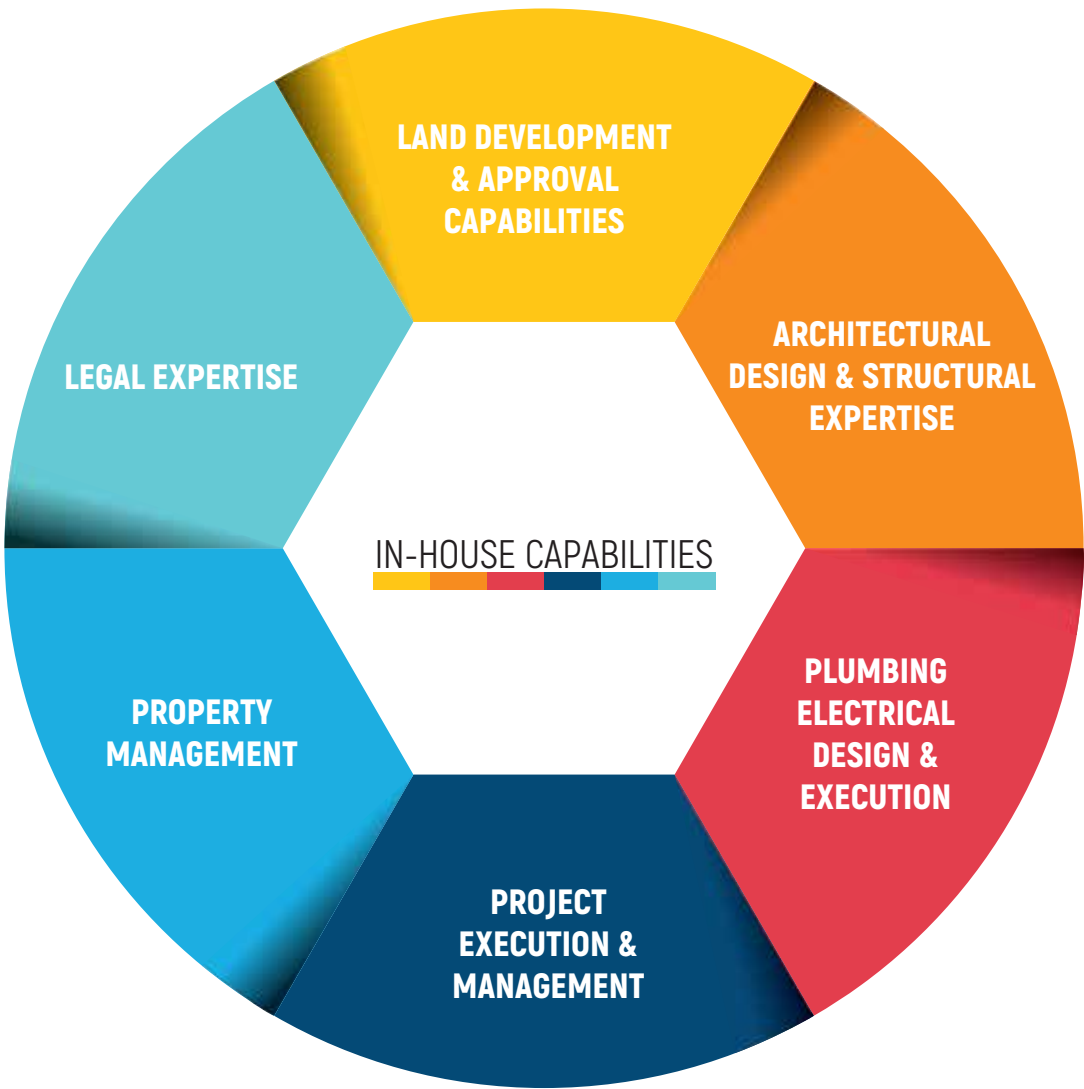 LAND DEVELOPMENT
& APPROVAL
CAPABILITIES
ARCHITECTURAL
DESIGN & STRUCTURAL
EXPERTISE
LEGAL EXPERTISE
IN-HOUSE CAPABILITIES
PLUMBING
ELECTRICAL
DESIGN &
EXECUTION
PROPERTY
MANAGEMENT
PROJECT
EXECUTION &
MANAGEMENT